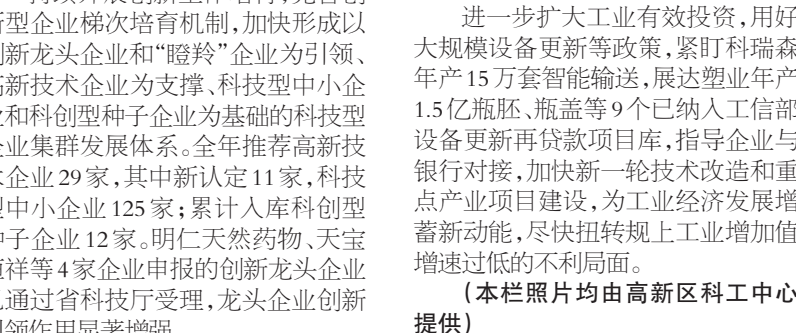 新型企业梯次培育机制,加快形成以
创新龙头企业和“瞪羚”企业为引领、
高新技术企业为支撑、科技型中小企
业和科创型种子企业为基础的科技型
企业集群发展体系。全年推荐高新技
术企业29家,其中新认定11家,科技
型中小企业125家;累计入库科创型
种子企业12家。明仁天然药物、天宝
恒祥等4家企业申报的创新龙头企业
已通过省科技厅受理,龙头企业创新
引领作用显著增强。
进一步扩大工业有效投资,用好
大规模设备更新等政策,紧盯科瑞森
年产15万套智能输送,展达塑业年产
1.5亿瓶胚、瓶盖等9个已纳入工信部
设备更新再贷款项目库,指导企业与
银行对接,加快新一轮技术改造和重
点产业项目建设,为工业经济发展增
蓄新动能,尽快扭转规上工业增加值
增速过低的不利局面。
(本栏照片均由高新区科工中心
提供)